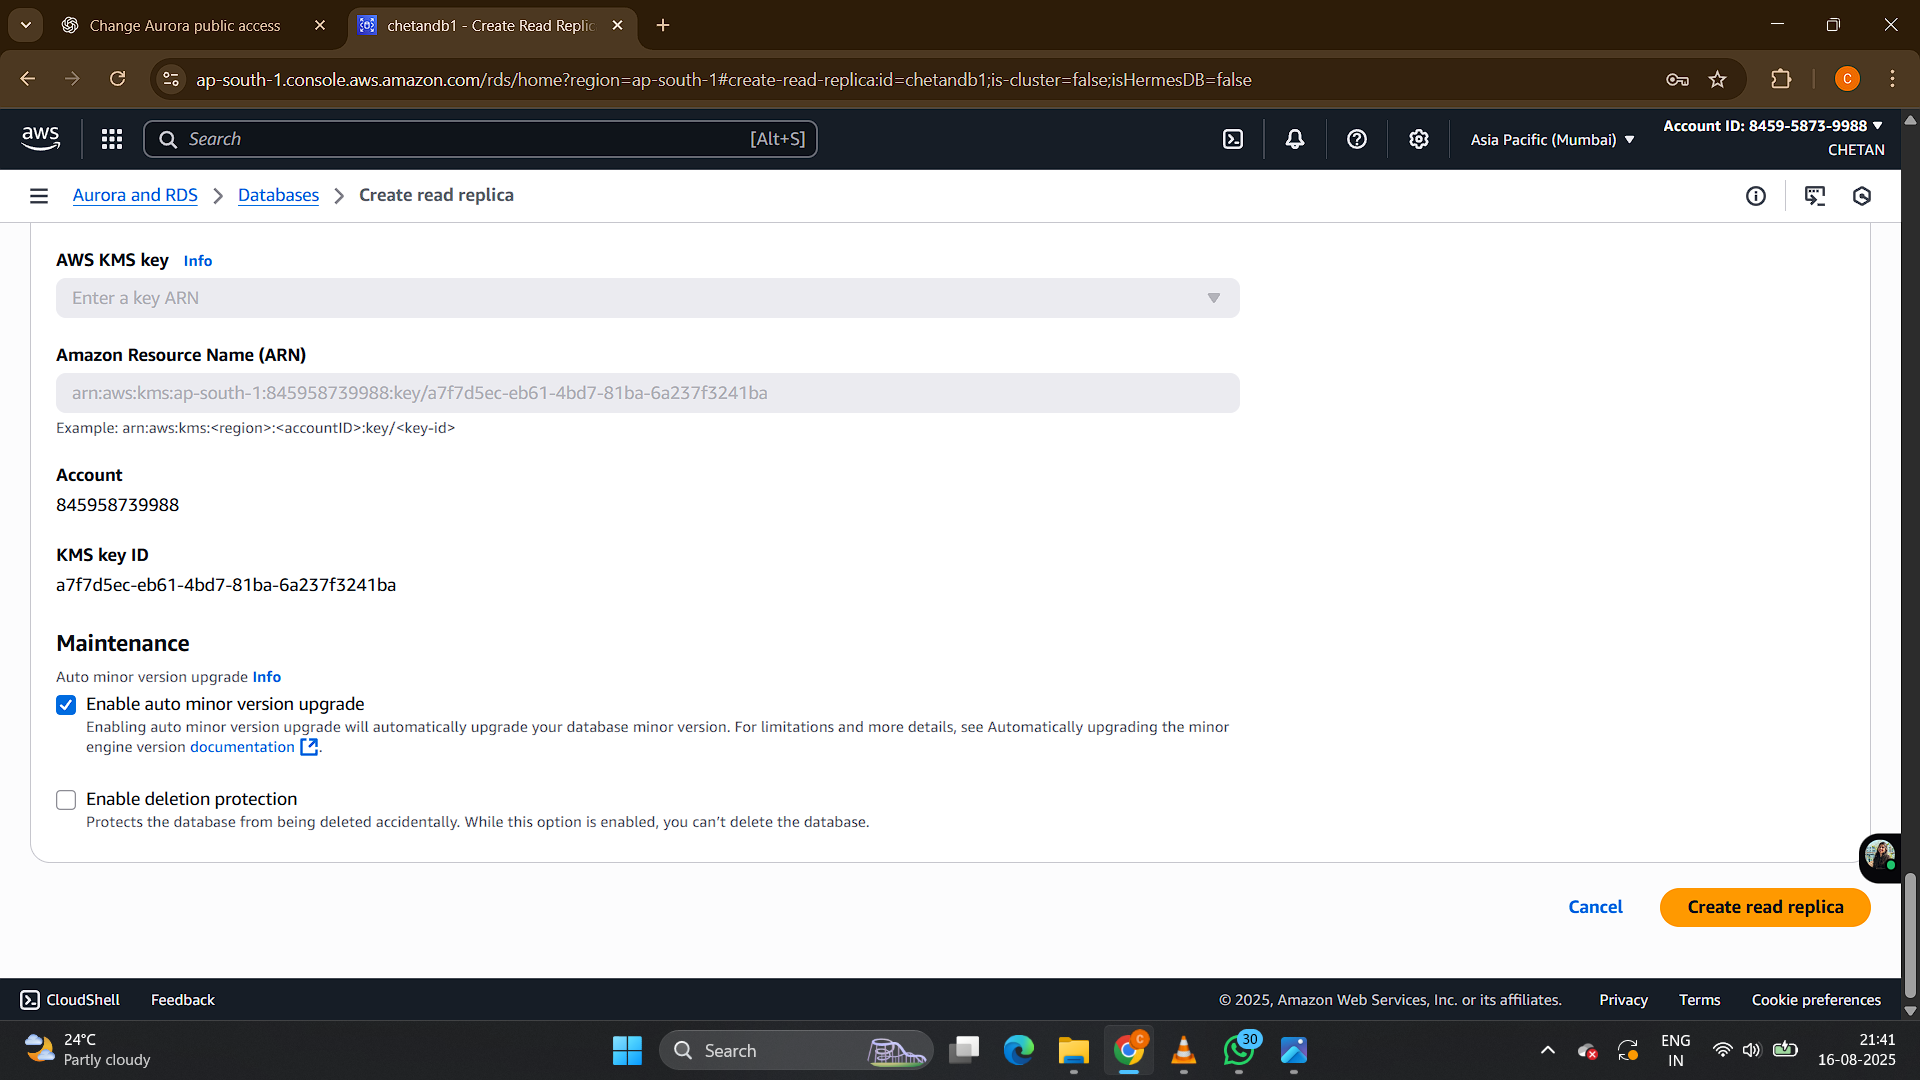 Change Aurora public access
chetandb1 - Create Read Replic
ap-south-1.console.aws.amazon.com/rds/home?region=ap-south-1#create-read-replica:id=chetandb1;is-cluster=false;isHermesDB=false
C
aws
Search
[Alt+S]
Asia Pacific (Mumbai)
Account ID: 8459-5873-9988
CHETAN
Aurora and RDS
Databases
Create read replica
AWS KMS key Info
Enter a key ARN
Amazon Resource Name (ARN)
arn:aws:kms:ap-south-1:845958739988:key/a7f7d5ec-eb61-4bd7-81ba-6a237f3241ba
Example: arn:aws:kms:<region>:<accountID>:key/<key-id>
Account
845958739988
KMS key ID
a7f7d5ec-eb61-4bd7-81ba-6a237f3241ba
Maintenance
Auto minor version upgrade Info
Enable auto minor version upgrade
Enabling auto minor version upgrade will automatically upgrade your database minor version. For limitations and more details, see Automatically upgrading the minor
engine version documentation .
Enable deletion protection
Protects the database from being deleted accidentally. While this option is enabled, you can’t delete the database.
Cancel
Create read replica
CloudShell
Feedback
© 2025, Amazon Web Services, Inc. or its affiliates.
Privacy
Terms
Cookie preferences
24°C
Partly cloudy
Search
C
30
ENG
IN
21:41
16-08-2025